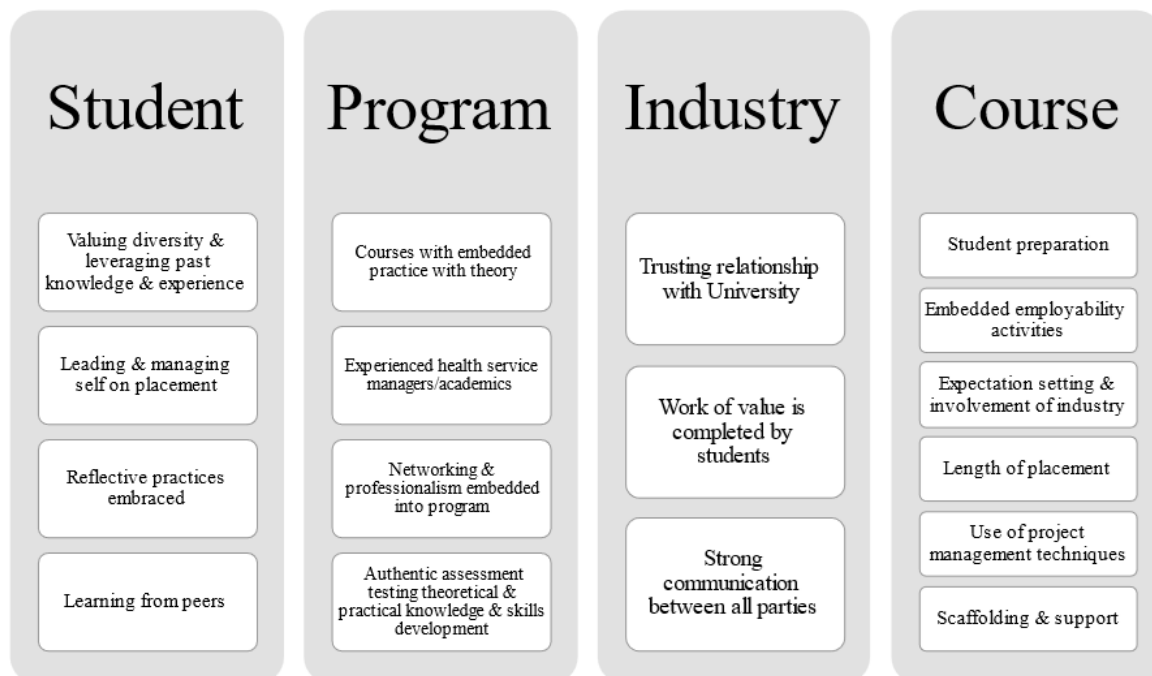 Student
Valuing diversity &
leveraging past
knowledge & experience
Leading & managing
self on placement
Reflective practices
embraced
Learning from peers
Program
Courses with embedded
practice with theory
Experienced health service
managers/academics
Networking &
professionalism embedded
into program
Authentic assessment
testing theoretical &
practical knowledge & skills
development
Industry
Trusting relationship
with University
Work of value is
completed by
students
Strong
communication
between all parties
Course
Student preparation
Embedded employability
activities
Expectation setting &
involvement of industry
Length of placement
Use of project
management techniques
Scaffolding & support